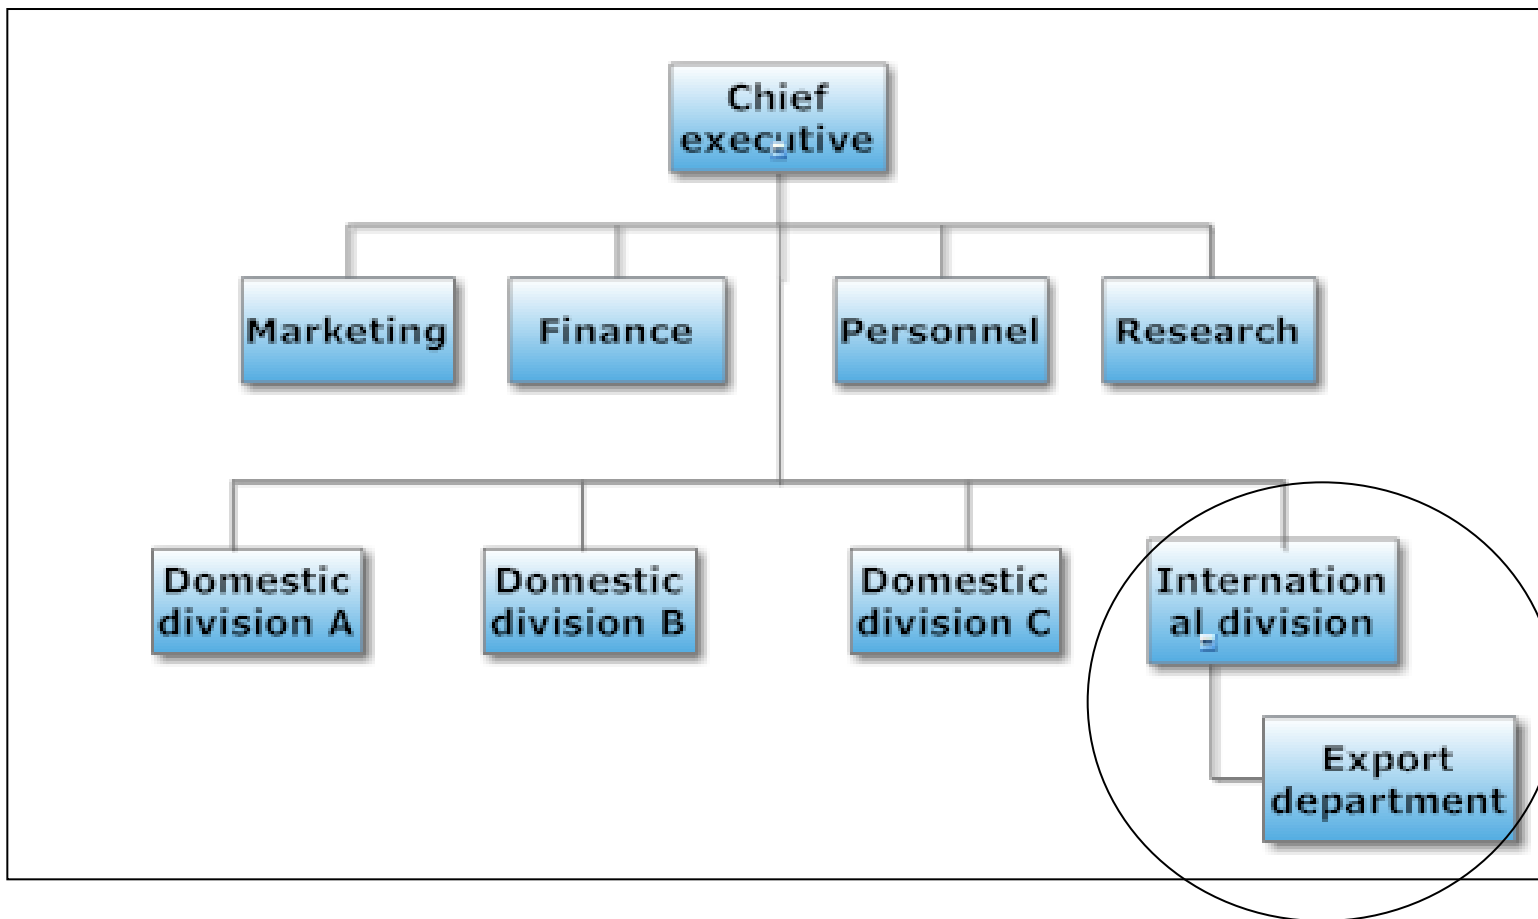 Chief
executive
Marketing
Finance
Personnel
Research
Domestic
division A
Domestic
division B
Domestic
division C
Internation
al division
Export
department